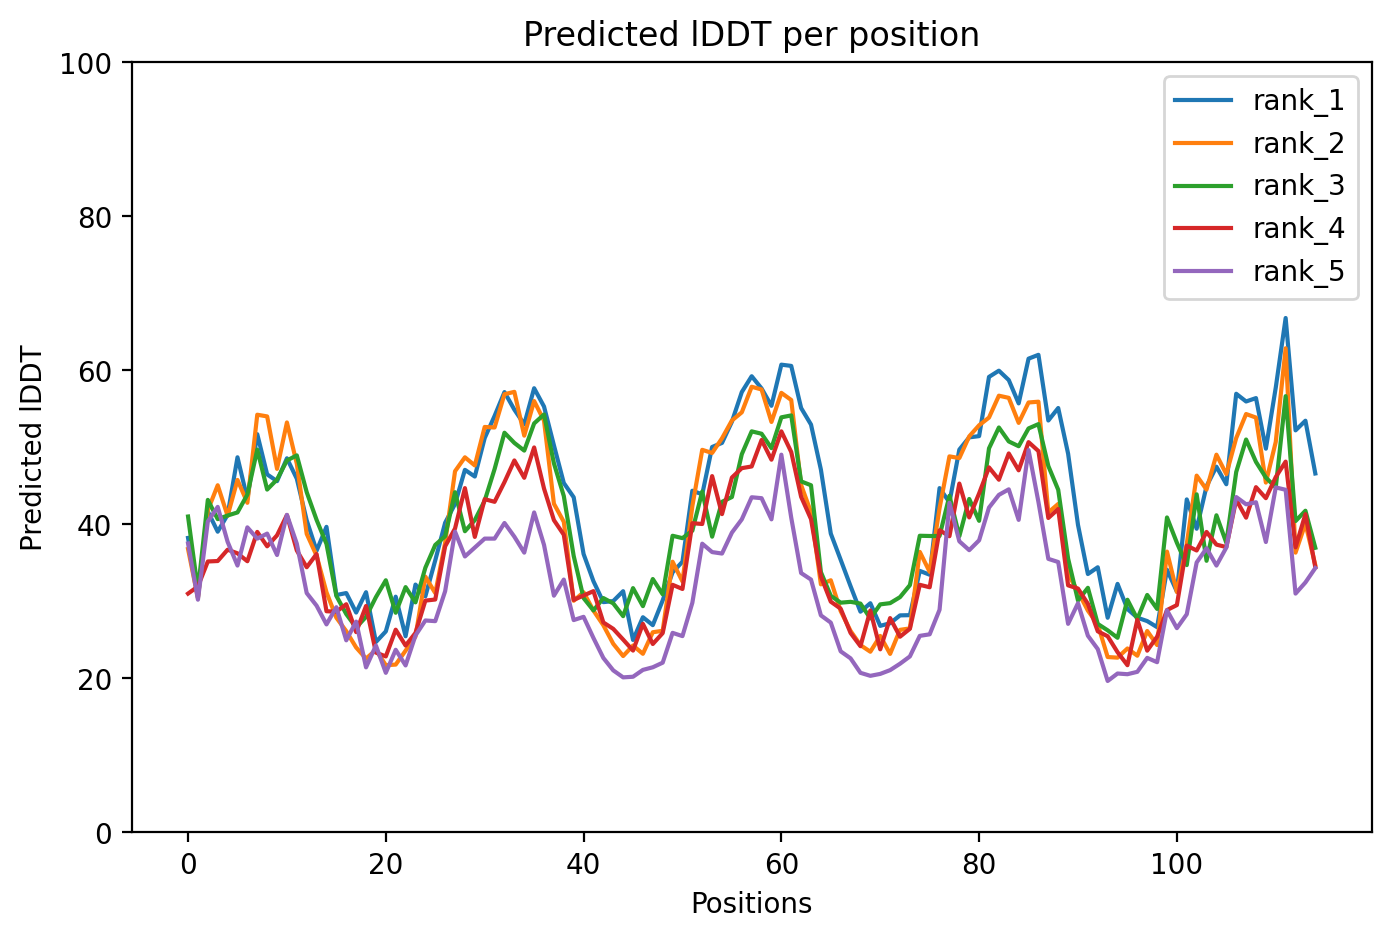 Predicted lDDT per position
100
80
60
40
20
0
Predicted lDDT
rank_1
rank_2
rank_3
rank_4
rank_5
0 20 40 60 80 100
Positions